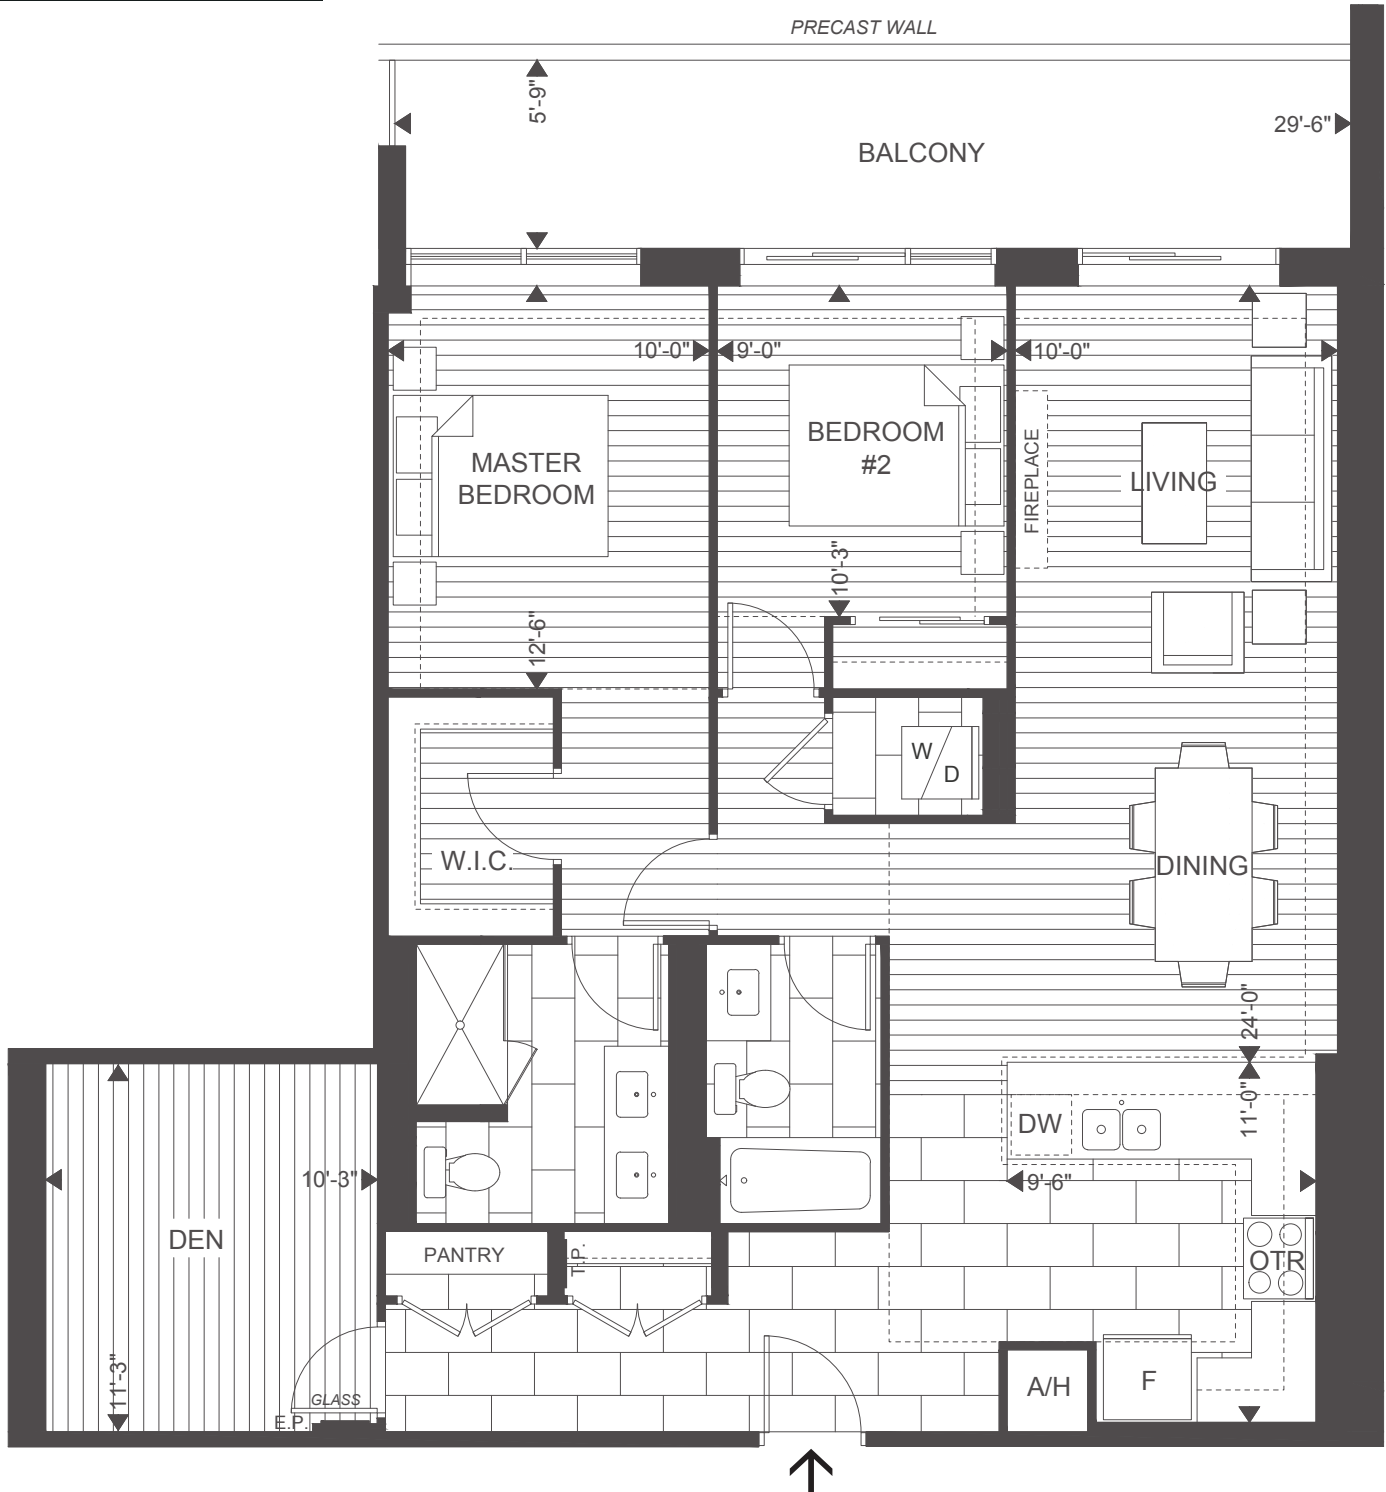 PRECAST WALL
5'-9"
29'-6"
BALCONY
10'-0"
9'-0"
10'-0"
MASTER
BEDROOM
BEDROOM
#2
FIREPLACE
LIVING
10'-3"
12'-6"
W
D
W.I.C.
DINING
24'-0"
11'-0"
DW
9'-6"
10'-3"
DEN
PANTRY
T.P.
OTR
11'-3"
GLASS
E.P.
A/H
F